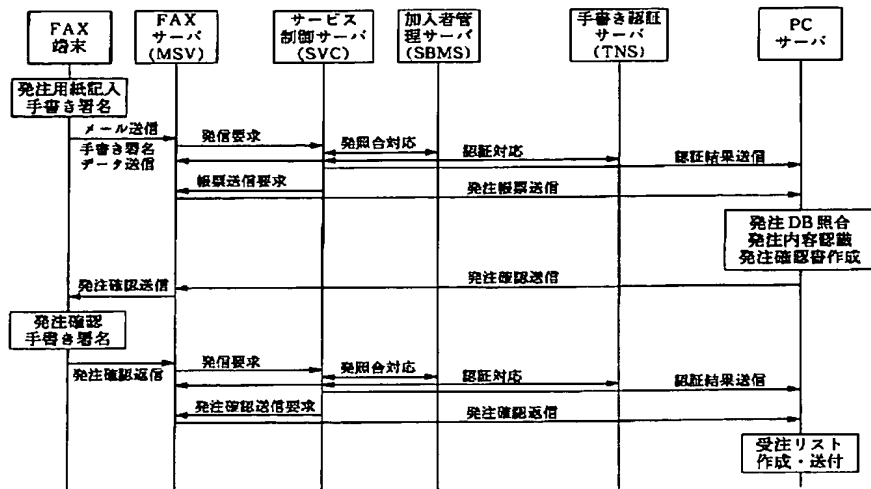 FAX
端末
FAX
サーバ
(MSV)
サービス
制御サーバ
(SVC)
加入者管
理サーバ
(SBMS)
手書き認証
サーバ
(TNS)
PC
サーバ
発注用紙記入
手書き署名
メール送信
手書き署名
データ送信
発信要求
発照合対応
認証対応
認証結果送信
帳票送信要求
発注帳票送信
発注DB照合
発注内容認識
発注確認書作成
発注確認送信
発注確認送信
発注確認
手書き署名
発注確認返信
発信要求
発照合対応
認証対応
認証結果送信
発注確認送信要求
発注確認返信
受注リスト
作成・送付